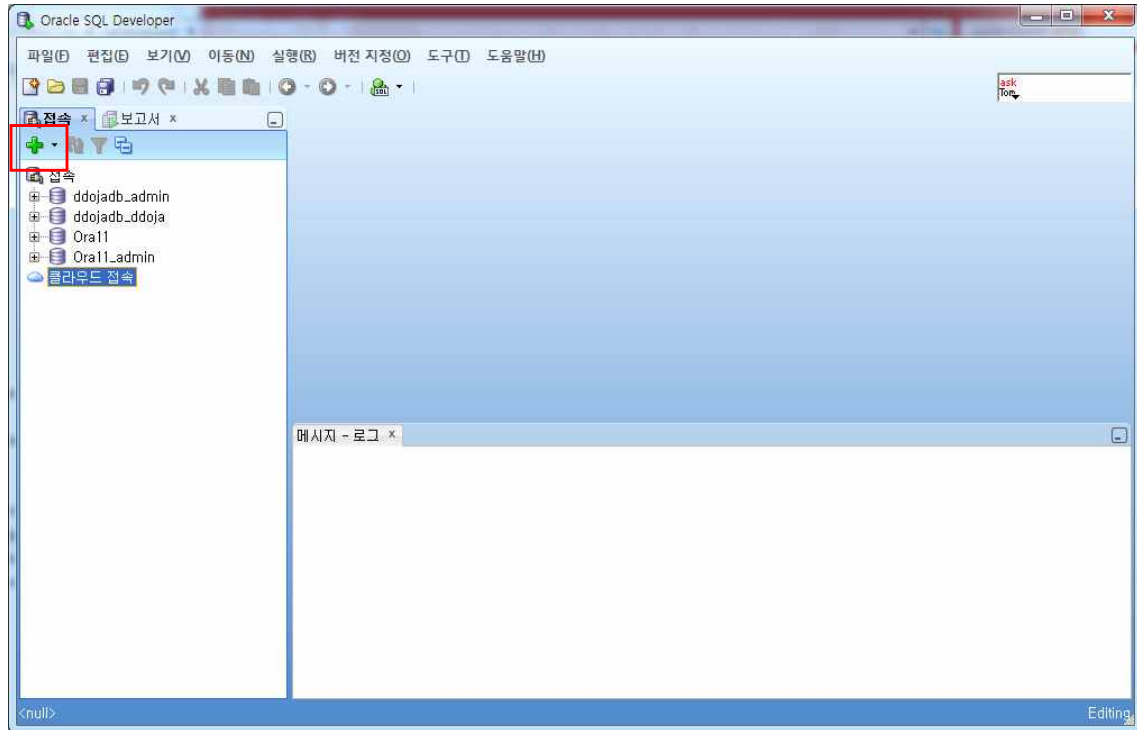 Oracle SQL Developer
파일(F) 편집(E) 보기(V) 이동(N) 실행(R) 버전 지정(O) 도구(T) 도움말(H)
ask
Tom
접속 x 보고서 x
접속
ddojadb_admin
ddojadb_ddoja
Ora11
Ora11_admin
클라우드 접속
메시지 - 로그 x
<null> Editing